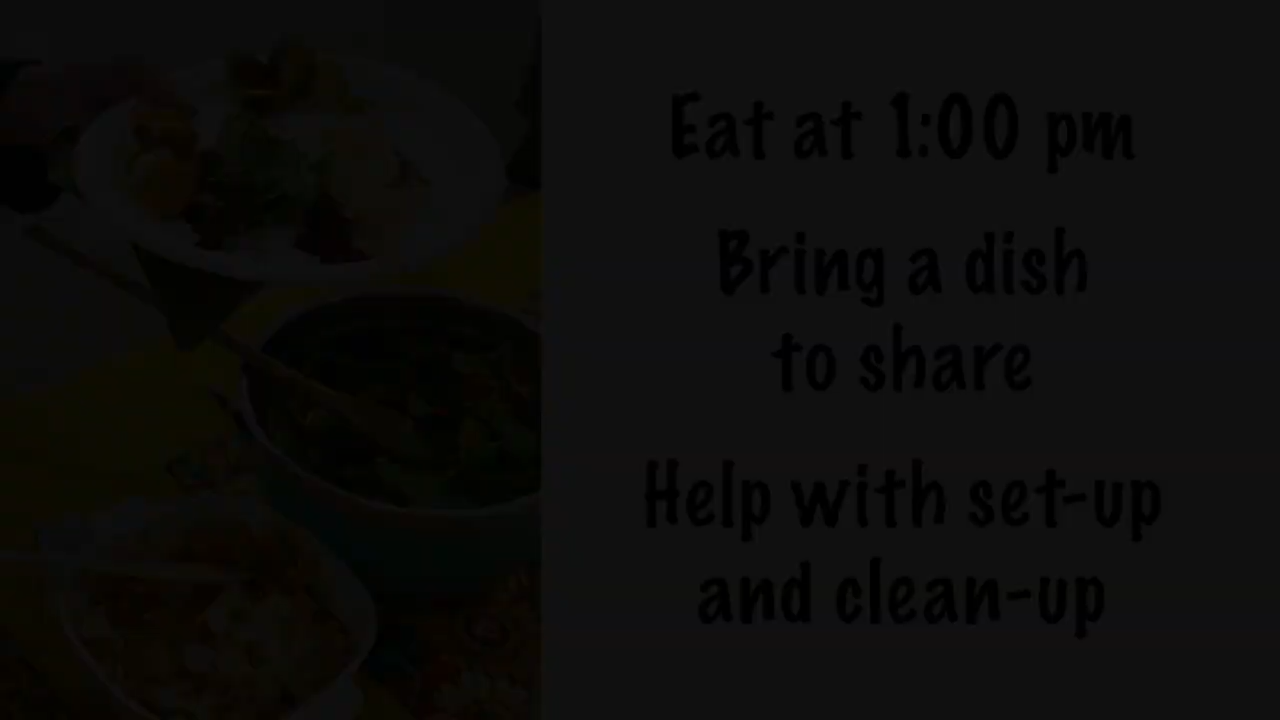 Eat at 1:00 pm
Bring a dish
to share
Help with set-up
and clean-up